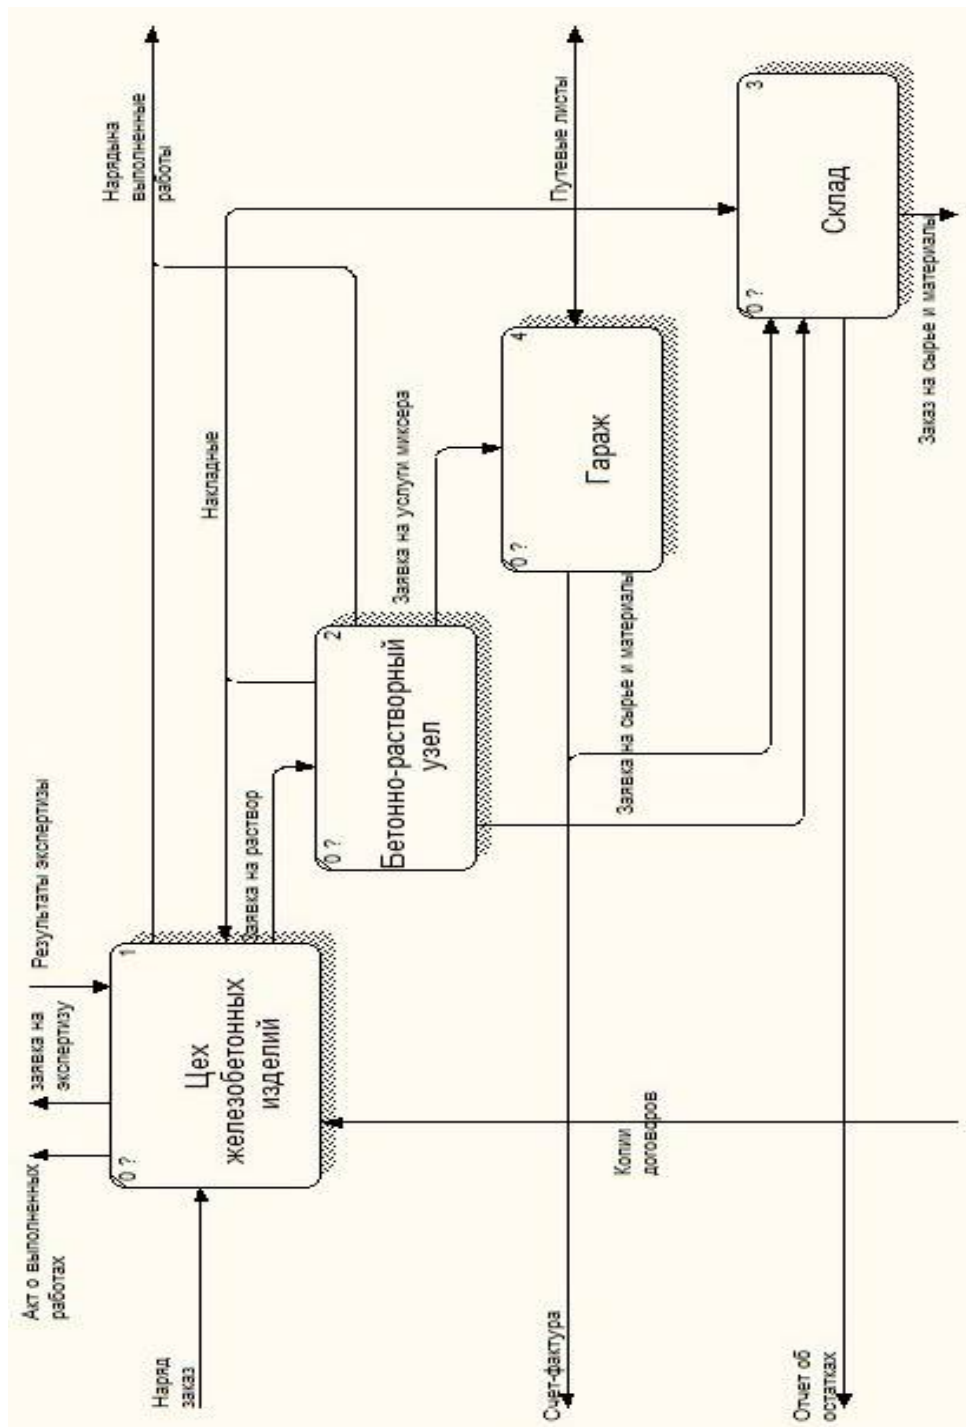 Акт о выполненных
работах
заявка на
экспертизу
Результаты экспертизы
Нарядына
выполненные
работы
Наряд
заказ
0 ?
1
Цех
железобетонных
изделий
Заявка на раствор
Накладные
0 ?
2
Бетонно-растворный
узел
Заявка на услуги миксера
Путевые листы
0 ?
4
Гараж
Счет-фактура
Заявка на сырье и материалы
Копии
договоров
0 ?
3
Склад
Отчет об
остатках
Заказ на сырье и материалы